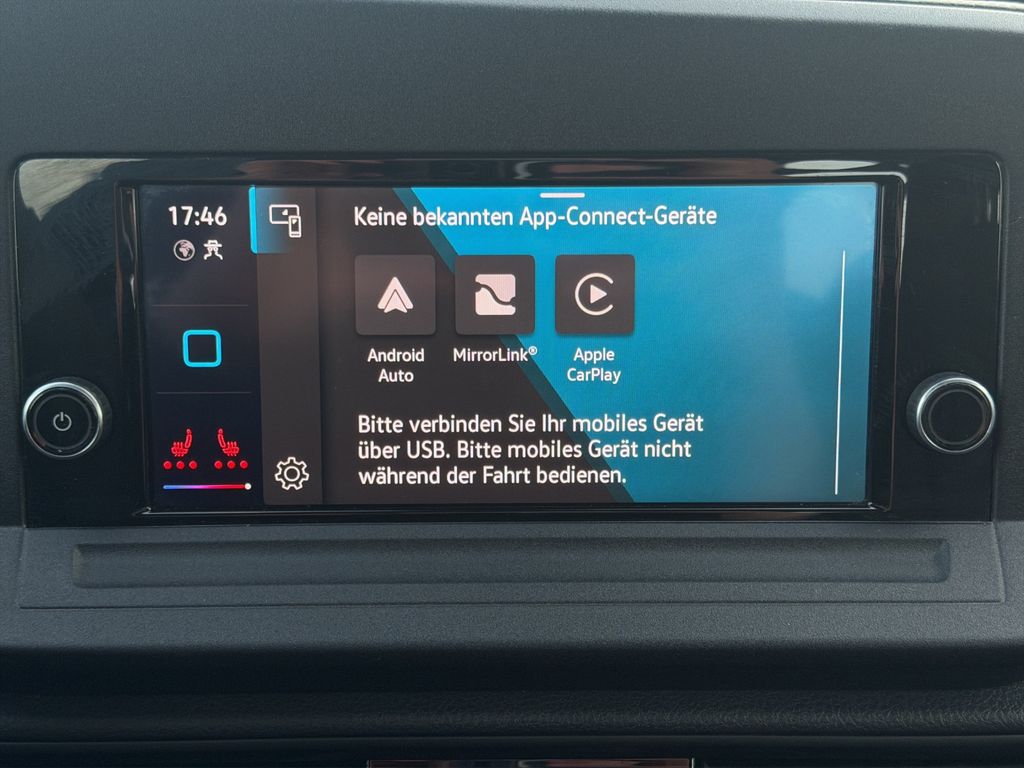 17:46
Keine bekannten App-Connect-Geräte
Android
Auto
MirrorLink®
Apple
CarPlay
Bitte verbinden Sie Ihr mobiles Gerät
über USB. Bitte mobiles Gerät nicht
während der Fahrt bedienen.